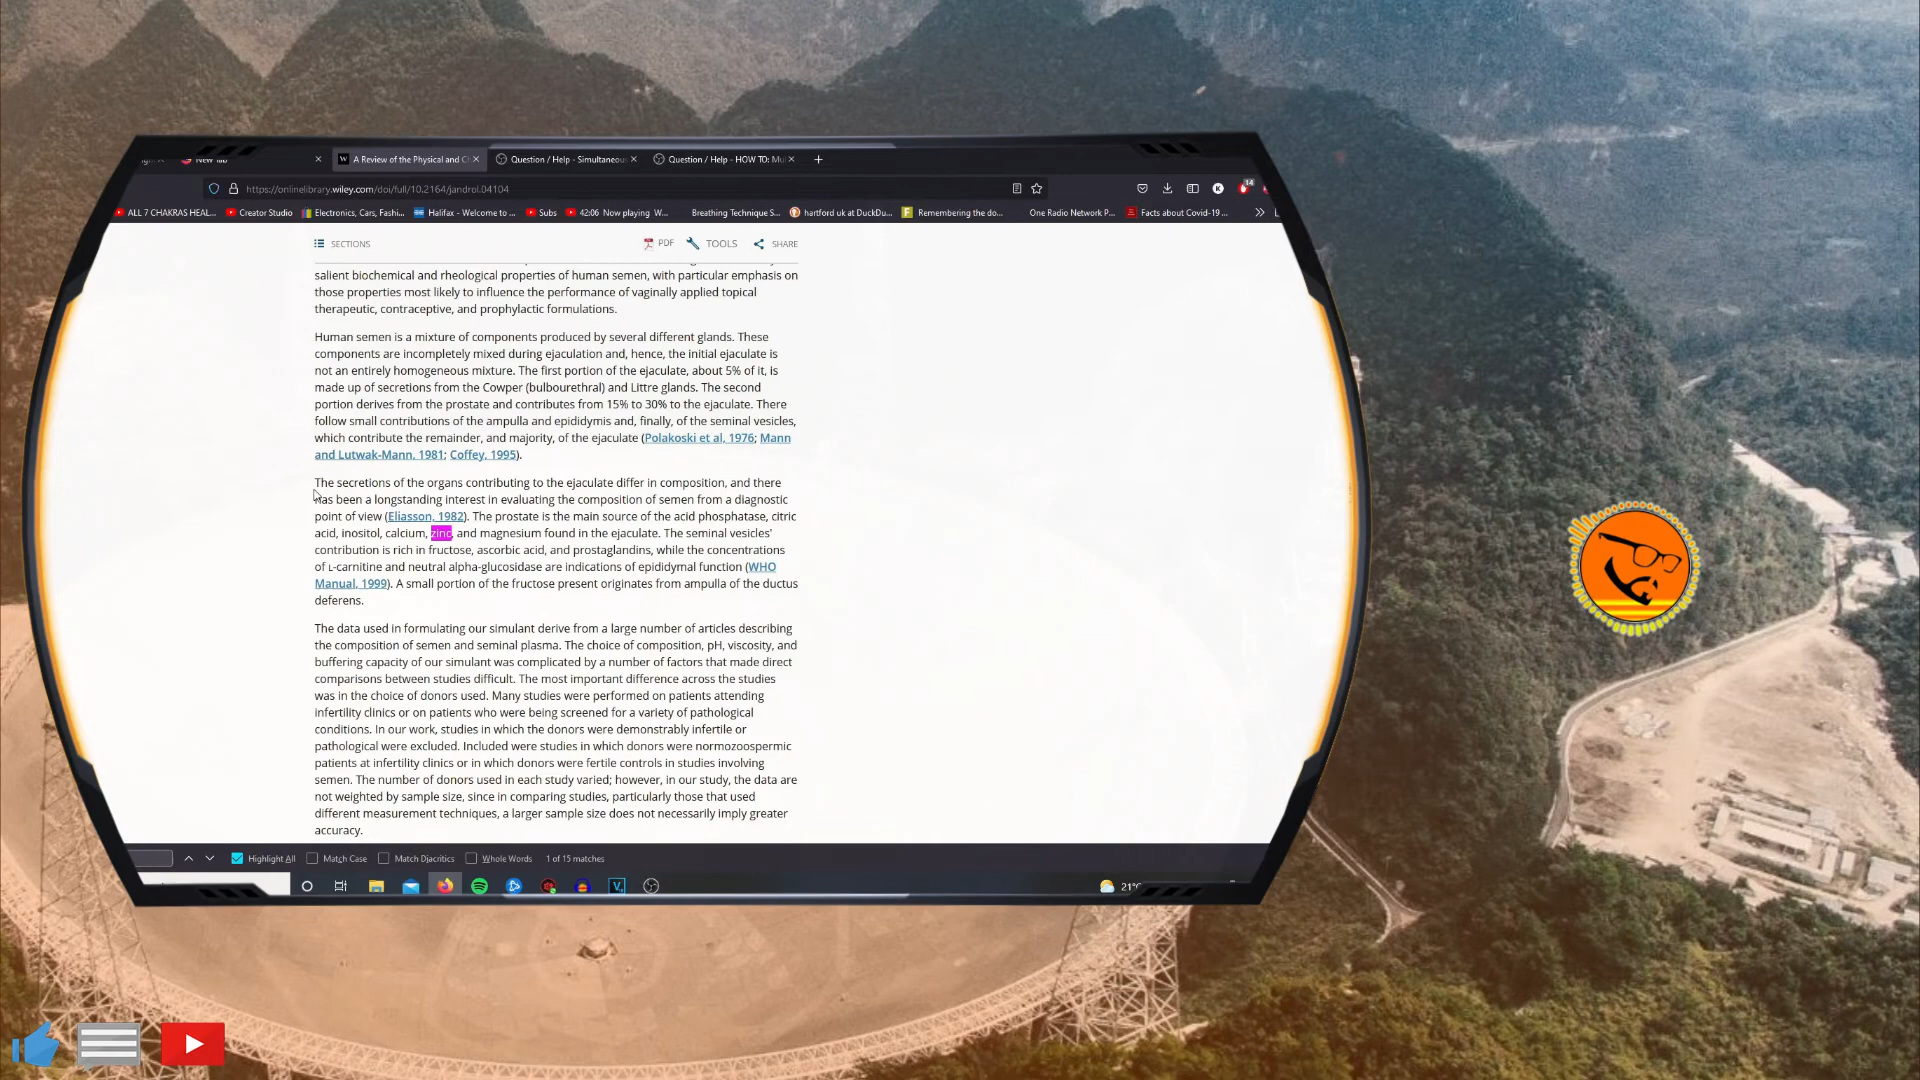 New Tab
A Review of the Physical and C
Question / Help - Simultaneous
Question / Help - HOW TO: Mul
https://onlinelibrary.wiley.com/doi/full/10.2164/jandrol.04104
14
ALL 7 CHAKRAS HEAL...
Creator Studio
Electronics, Cars, Fashi...
Halifax - Welcome to ...
Subs
42:06 Now playing W...
Breathing Technique S...
hartford uk at DuckDu...
Remembering the do...
One Radio Network P...
Facts about Covid-19 ...
SECTIONS
PDF
TOOLS
SHARE
salient biochemical and rheological properties of human semen, with particular emphasis on
those properties most likely to influence the performance of vaginally applied topical
therapeutic, contraceptive, and prophylactic formulations.
Human semen is a mixture of components produced by several different glands. These
components are incompletely mixed during ejaculation and, hence, the initial ejaculate is
not an entirely homogeneous mixture. The first portion of the ejaculate, about 5% of it, is
made up of secretions from the Cowper (bulbourethral) and Littre glands. The second
portion derives from the prostate and contributes from 15% to 30% to the ejaculate. There
follow small contributions of the ampulla and epididymis and, finally, of the seminal vesicles,
which contribute the remainder, and majority, of the ejaculate (Polakoski et al, 1976; Mann
and Lutwak-Mann, 1981; Coffey, 1995).
The secretions of the organs contributing to the ejaculate differ in composition, and there
has been a longstanding interest in evaluating the composition of semen from a diagnostic
point of view (Eliasson, 1982). The prostate is the main source of the acid phosphatase, citric
acid, inositol, calcium, zinc, and magnesium found in the ejaculate. The seminal vesicles'
contribution is rich in fructose, ascorbic acid, and prostaglandins, while the concentrations
of L-carnitine and neutral alpha-glucosidase are indications of epididymal function (WHO
Manual, 1999). A small portion of the fructose present originates from ampulla of the ductus
deferens.
The data used in formulating our simulant derive from a large number of articles describing
the composition of semen and seminal plasma. The choice of composition, pH, viscosity, and
buffering capacity of our simulant was complicated by a number of factors that made direct
comparisons between studies difficult. The most important difference across the studies
was in the choice of donors used. Many studies were performed on patients attending
infertility clinics or on patients who were being screened for a variety of pathological
conditions. In our work, studies in which the donors were demonstrably infertile or
pathological were excluded. Included were studies in which donors were normozoospermic
patients at infertility clinics or in which donors were fertile controls in studies involving
semen. The number of donors used in each study varied; however, in our study, the data are
not weighted by sample size, since in comparing studies, particularly those that used
different measurement techniques, a larger sample size does not necessarily imply greater
accuracy.
Highlight All
Match Case
Match Diacritics
Whole Words
1 of 15 matches
21°C